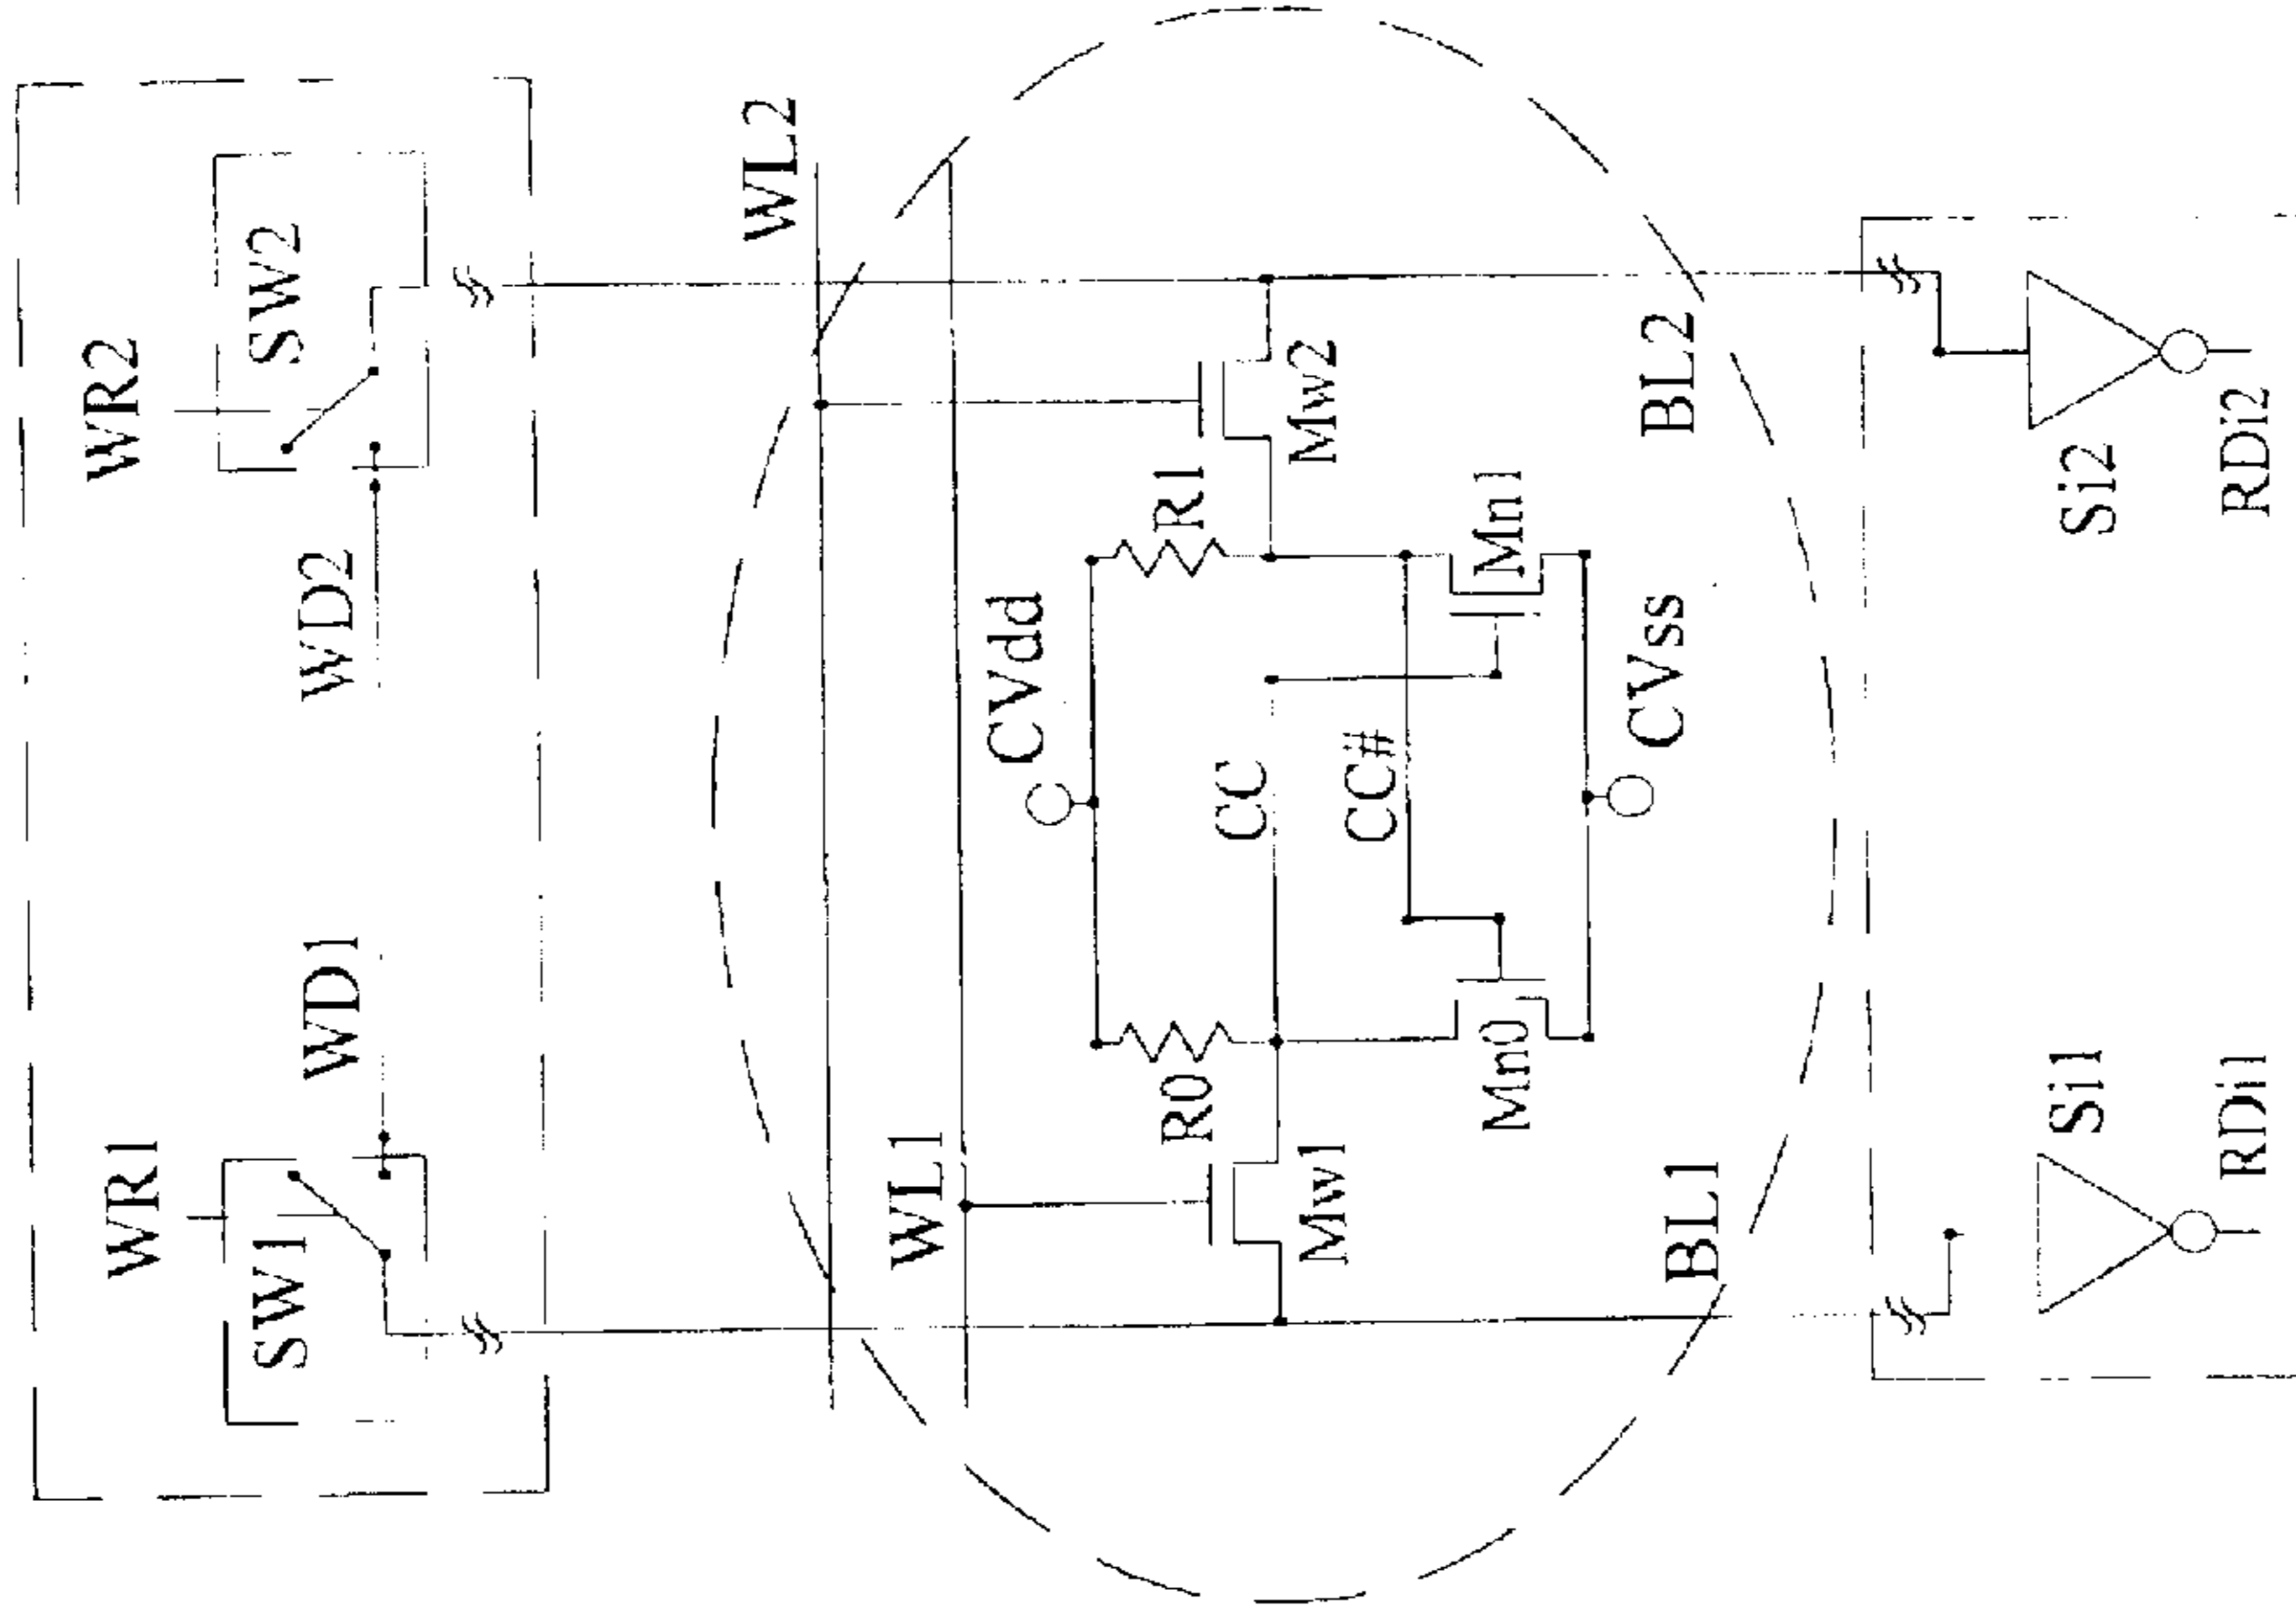 WR1
WR2
SW1
WD1
WD2
SW2
WL2
WL1
CVdd
R0
R1
CC
Mw1
Mw2
CC#
Mn0
Mn1
CVss
BL1
BL2
Si1
Si2
RDi1
RDi2